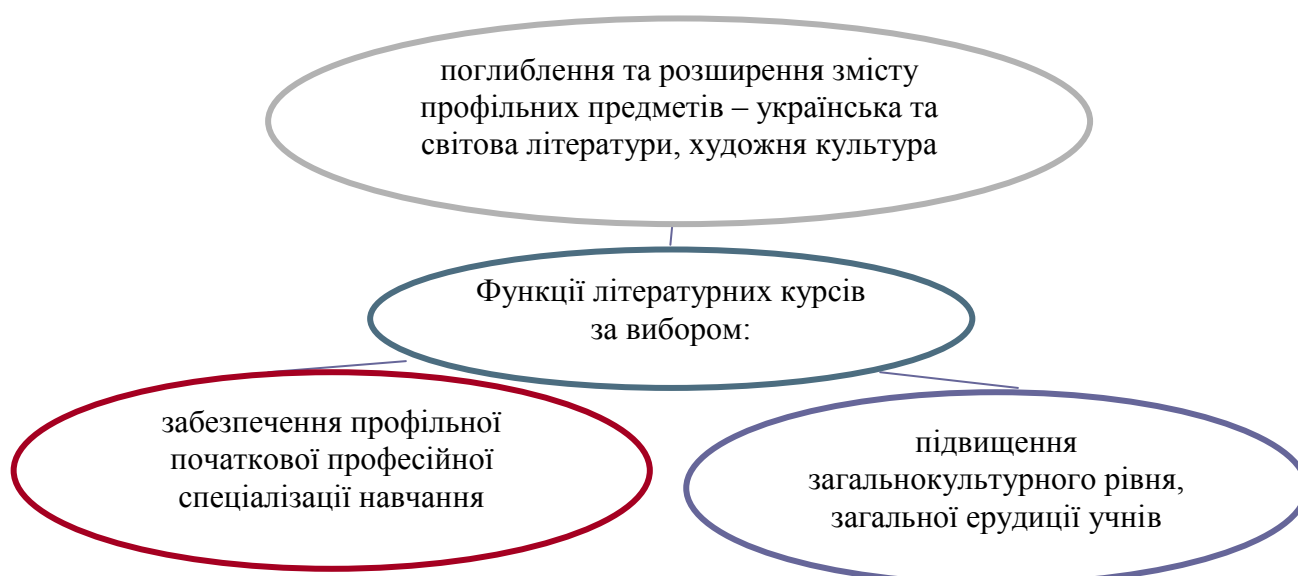 поглиблення та розширення змісту
профільних предметів – українська та
світова літератури, художня культура
Функції літературних курсів
за вибором:
забезпечення профільної
початкової професійної
спеціалізації навчання
підвищення
загальнокультурного рівня,
загальної ерудиції учнів